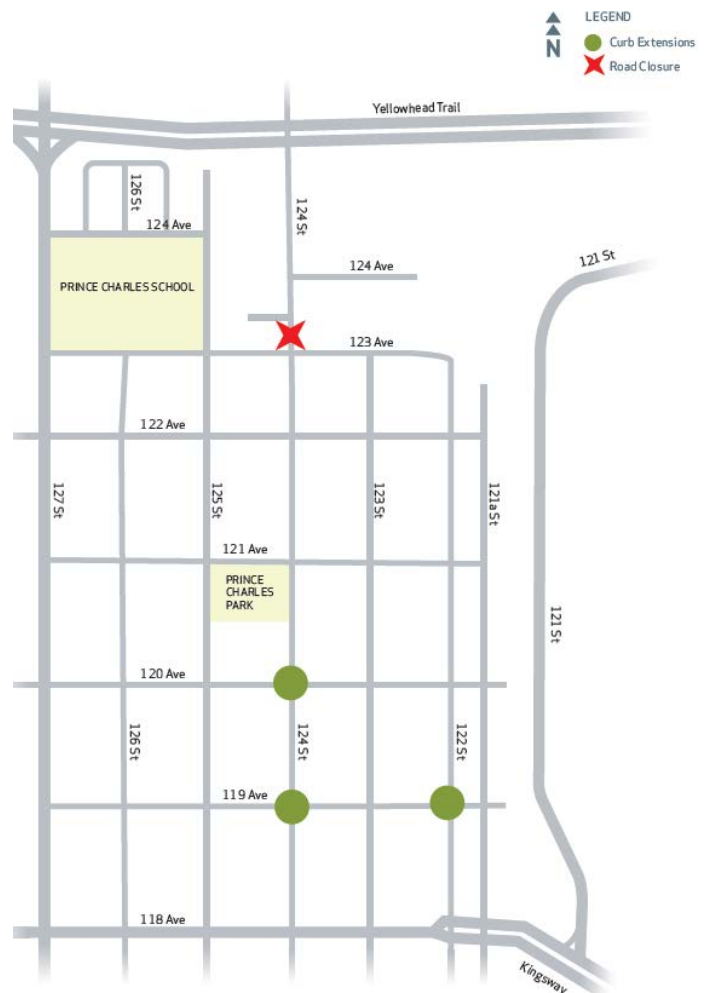 LEGEND
N
Curb Extensions
Road Closure
Yellowhead Trail
126 St
124 St
124 Ave
121 St
124 Ave
PRINCE CHARLES SCHOOL
123 Ave
122 Ave
127 St
125 St
123 St
121a St
121 Ave
PRINCE
CHARLES
PARK
121 St
120 Ave
126 St
124 St
122 St
119 Ave
118 Ave
Kingsway